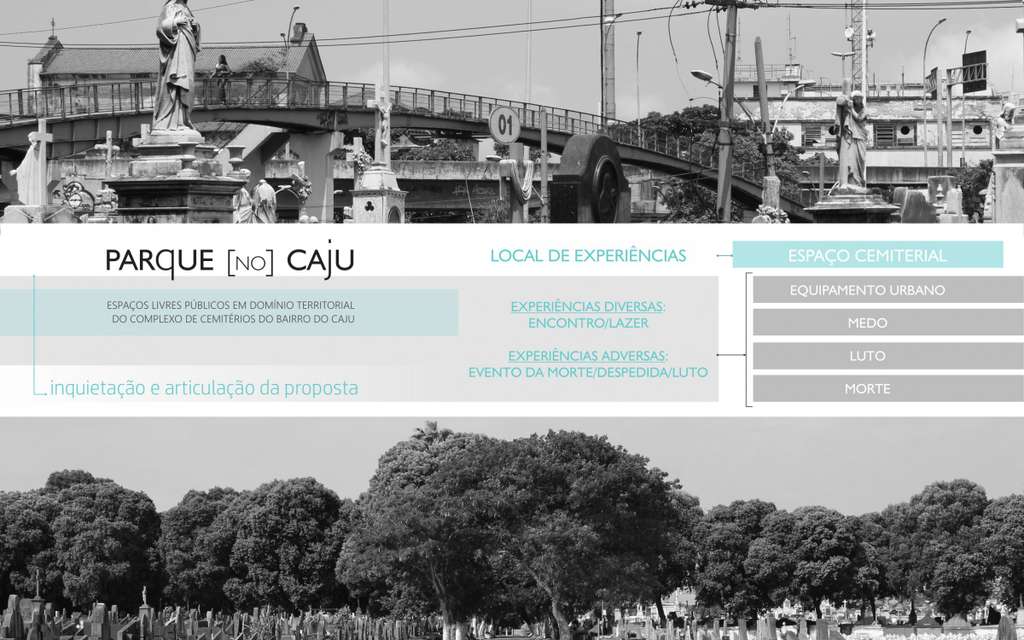 01
PARqUE [NO] CAjU
ESPAÇOS LIVRES PÚBLICOS EM DOMÍNIO TERRITORIAL
DO COMPLEXO DE CEMITÉRIOS DO BAIRRO DO CAJU
inquietação e articulação da proposta
LOCAL DE EXPERIÊNCIAS
EXPERIÊNCIAS DIVERSAS:
ENCONTRO/LAZER
EXPERIÊNCIAS ADVERSAS:
EVENTO DA MORTE/DESPEDIDA/LUTO
ESPAÇO CEMITERIAL
EQUIPAMENTO URBANO
MEDO
LUTO
MORTE